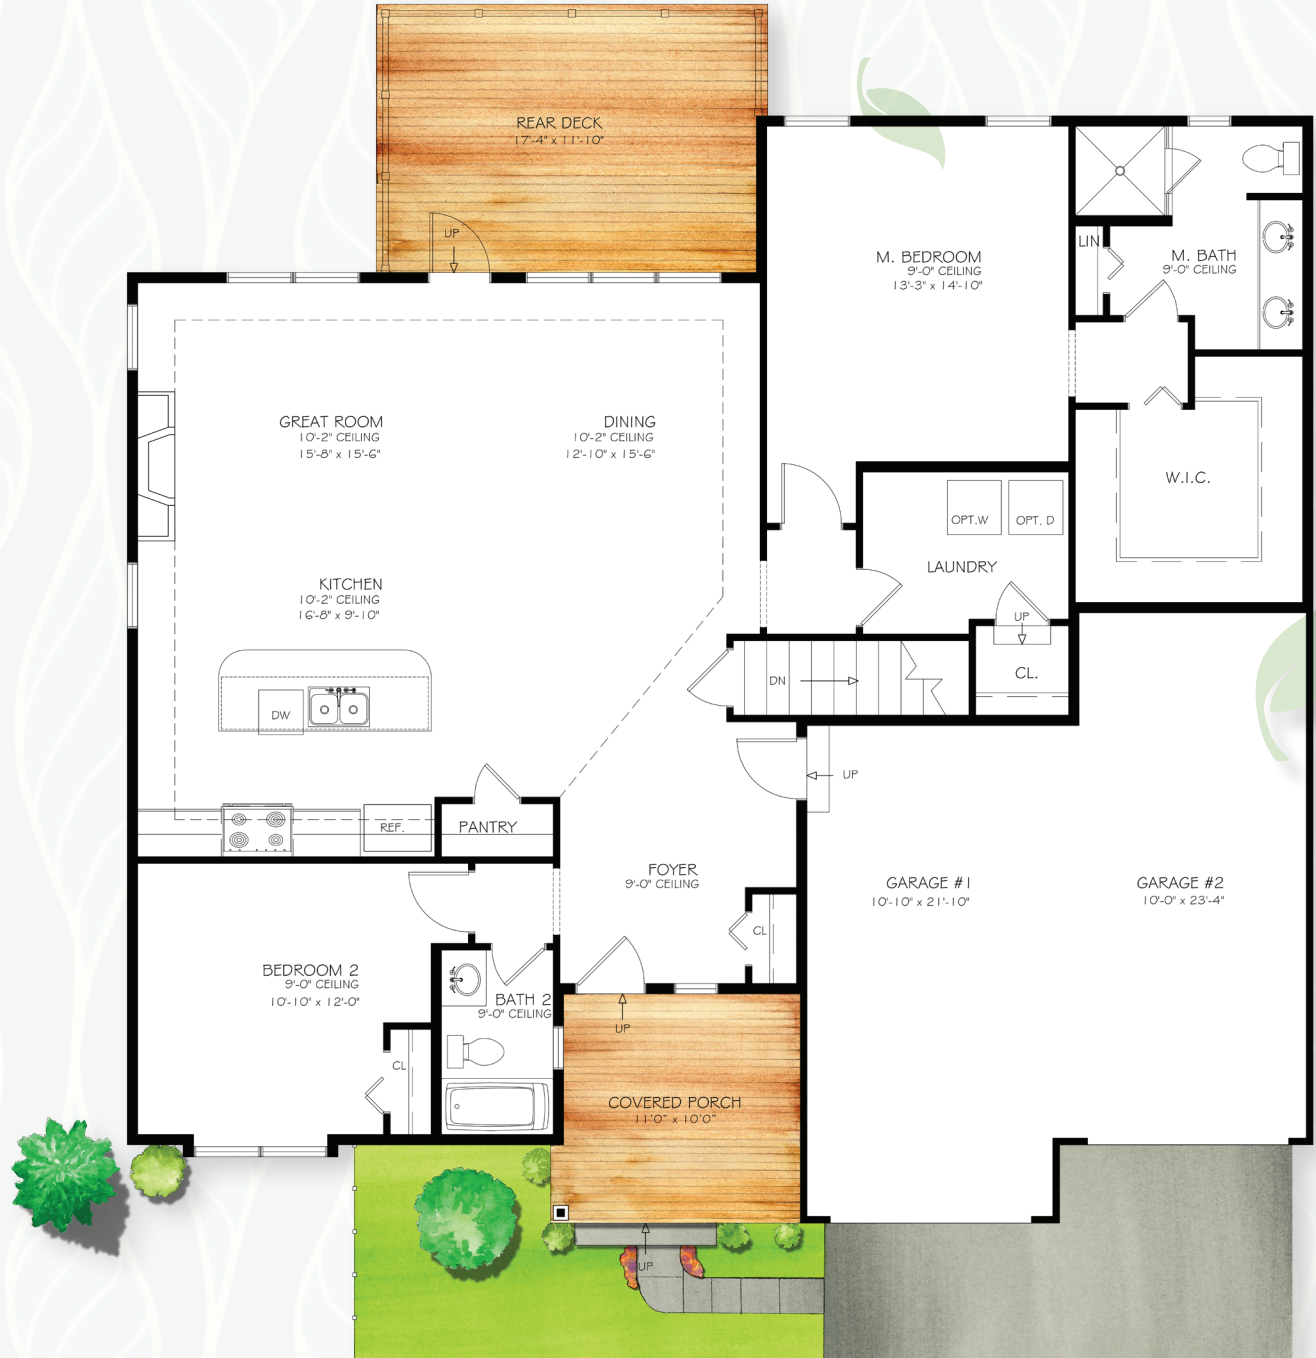 REAR DECK
17'-4" x 11'-10"
UP
M. BEDROOM
9'-0" CEILING
13'-3" x 14'-10"
LIN
M. BATH
9'-0" CEILING
GREAT ROOM
10'-2" CEILING
15'-8" x 15'-6"
DINING
10'-2" CEILING
12'-10" x 15'-6"
W.I.C.
OPT.W
OPT. D
LAUNDRY
KITCHEN
10'-2" CEILING
16'-8" x 9'-10"
UP
CL.
DN
DW
UP
REF.
PANTRY
FOYER
9'-0" CEILING
GARAGE #1
10'-10" x 21'-10"
GARAGE #2
10'-0" x 23'-4"
CL
BEDROOM 2
9'-0" CEILING
10'-10" x 12'-0"
BATH 2
9'-0" CEILING
UP
CL
COVERED PORCH
11'0" x 10'0"
UP